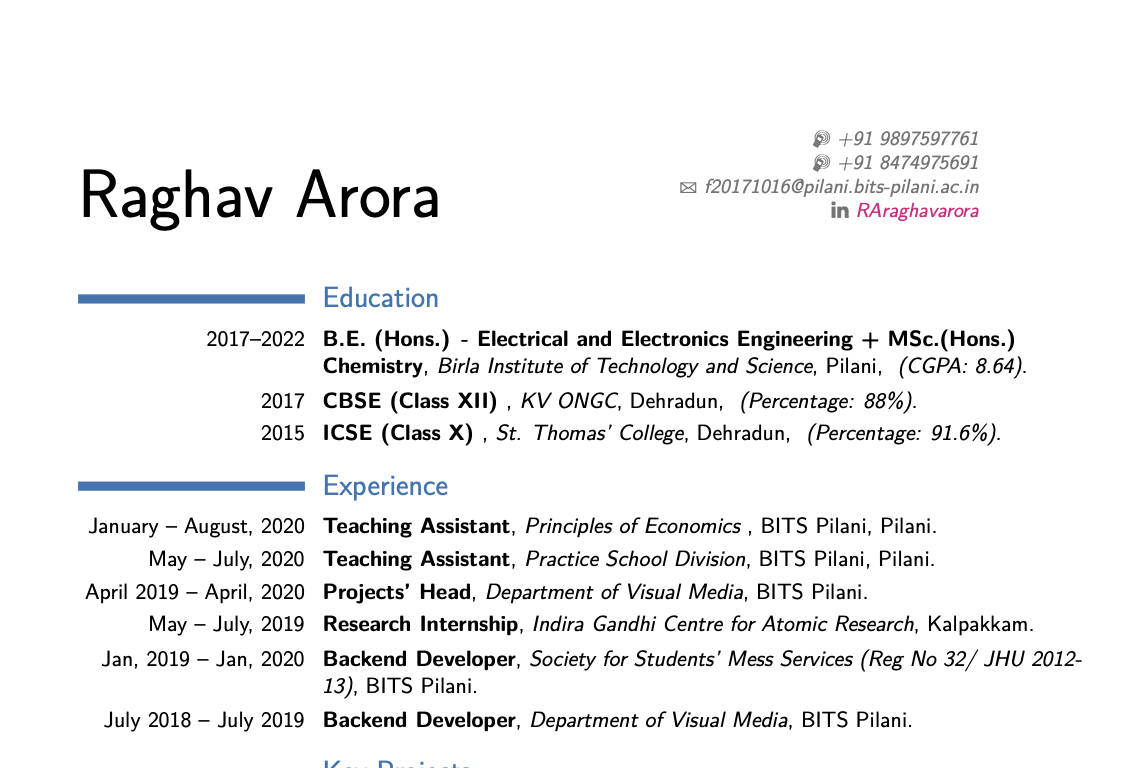 Raghav Arora
+91 9897597761
+91 8474975691
f20171016@pilani.bits-pilani.ac.in
in RAraghavarora
Education
2017–2022 B.E. (Hons.) - Electrical and Electronics Engineering + MSc.(Hons.)
Chemistry, Birla Institute of Technology and Science, Pilani, (CGPA: 8.64).
2017 CBSE (Class XII) , KV ONGC, Dehradun, (Percentage: 88%).
2015 ICSE (Class X) , St. Thomas' College, Dehradun, (Percentage: 91.6%).
Experience
January – August, 2020 Teaching Assistant, Principles of Economics , BITS Pilani, Pilani.
May – July, 2020 Teaching Assistant, Practice School Division, BITS Pilani, Pilani.
April 2019 – April, 2020 Projects' Head, Department of Visual Media, BITS Pilani.
May – July, 2019 Research Internship, Indira Gandhi Centre for Atomic Research, Kalpakkam.
Jan, 2019 – Jan, 2020 Backend Developer, Society for Students' Mess Services (Reg No 32/ JHU 2012-
13), BITS Pilani.
July 2018 – July 2019 Backend Developer, Department of Visual Media, BITS Pilani.
Key Projects